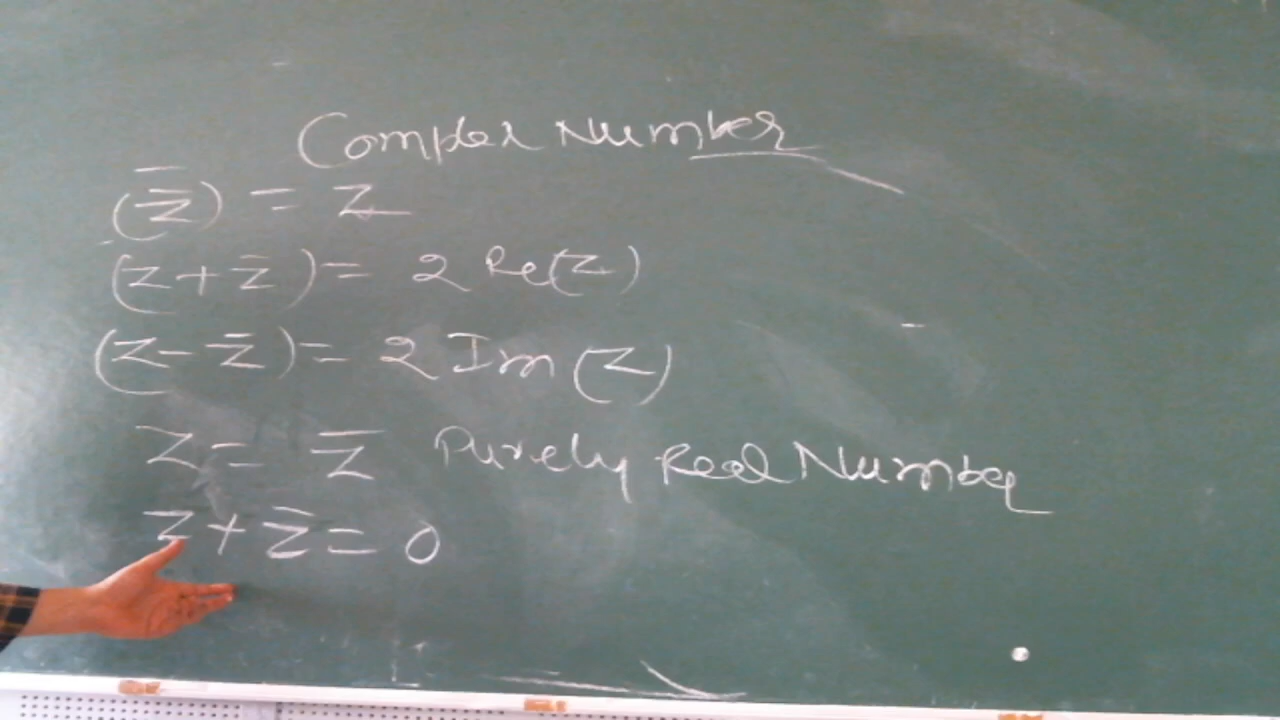 Complex Number
(z̅)̅ = z
(z + z̅) = 2 Re(z)
(z - z̅) = 2 Im(z)
z = z̅ Purely Real Number
z + z̅ = 0